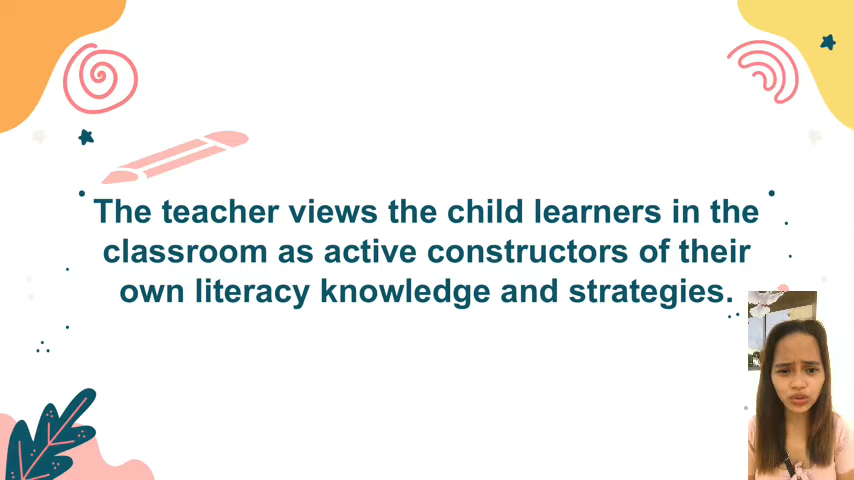 The teacher views the child learners in the
classroom as active constructors of their
own literacy knowledge and strategies.